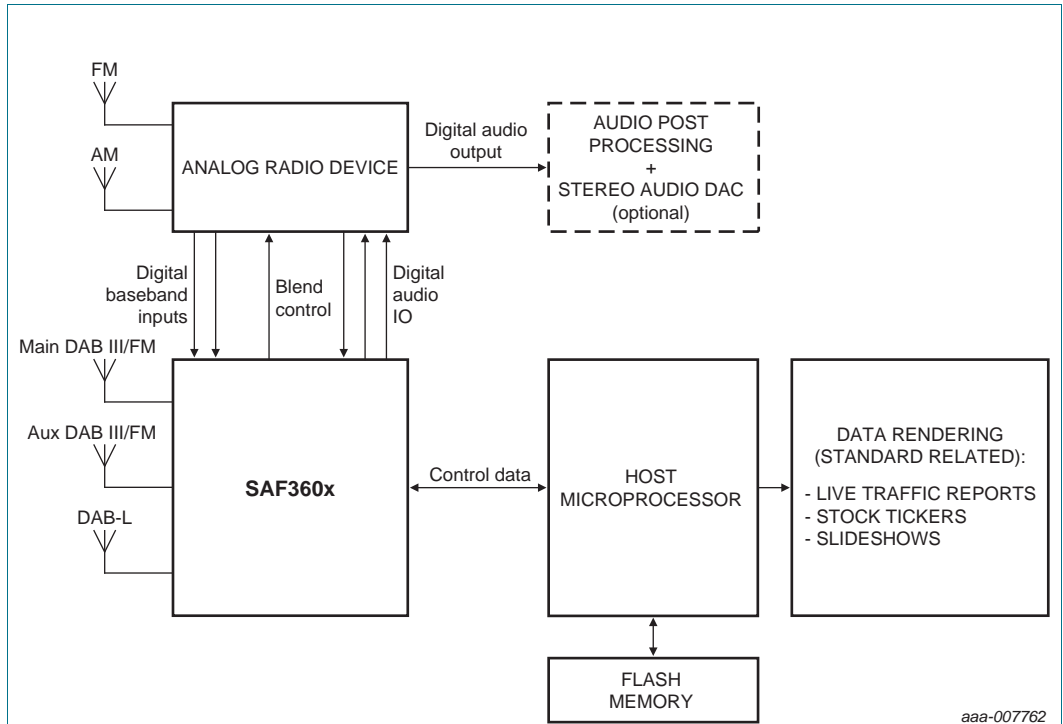 FM
AM
ANALOG RADIO DEVICE
Digital audio
output
AUDIO POST
PROCESSING
+
STEREO AUDIO DAC
(optional)
Digital
baseband
inputs
Blend
control
Digital
audio
IO
Main DAB III/FM
Aux DAB III/FM
DAB-L
SAF360x
Control data
HOST
MICROPROCESSOR
DATA RENDERING
(STANDARD RELATED):
- LIVE TRAFFIC REPORTS
- STOCK TICKERS
- SLIDESHOWS
FLASH
MEMORY
aaa-007762